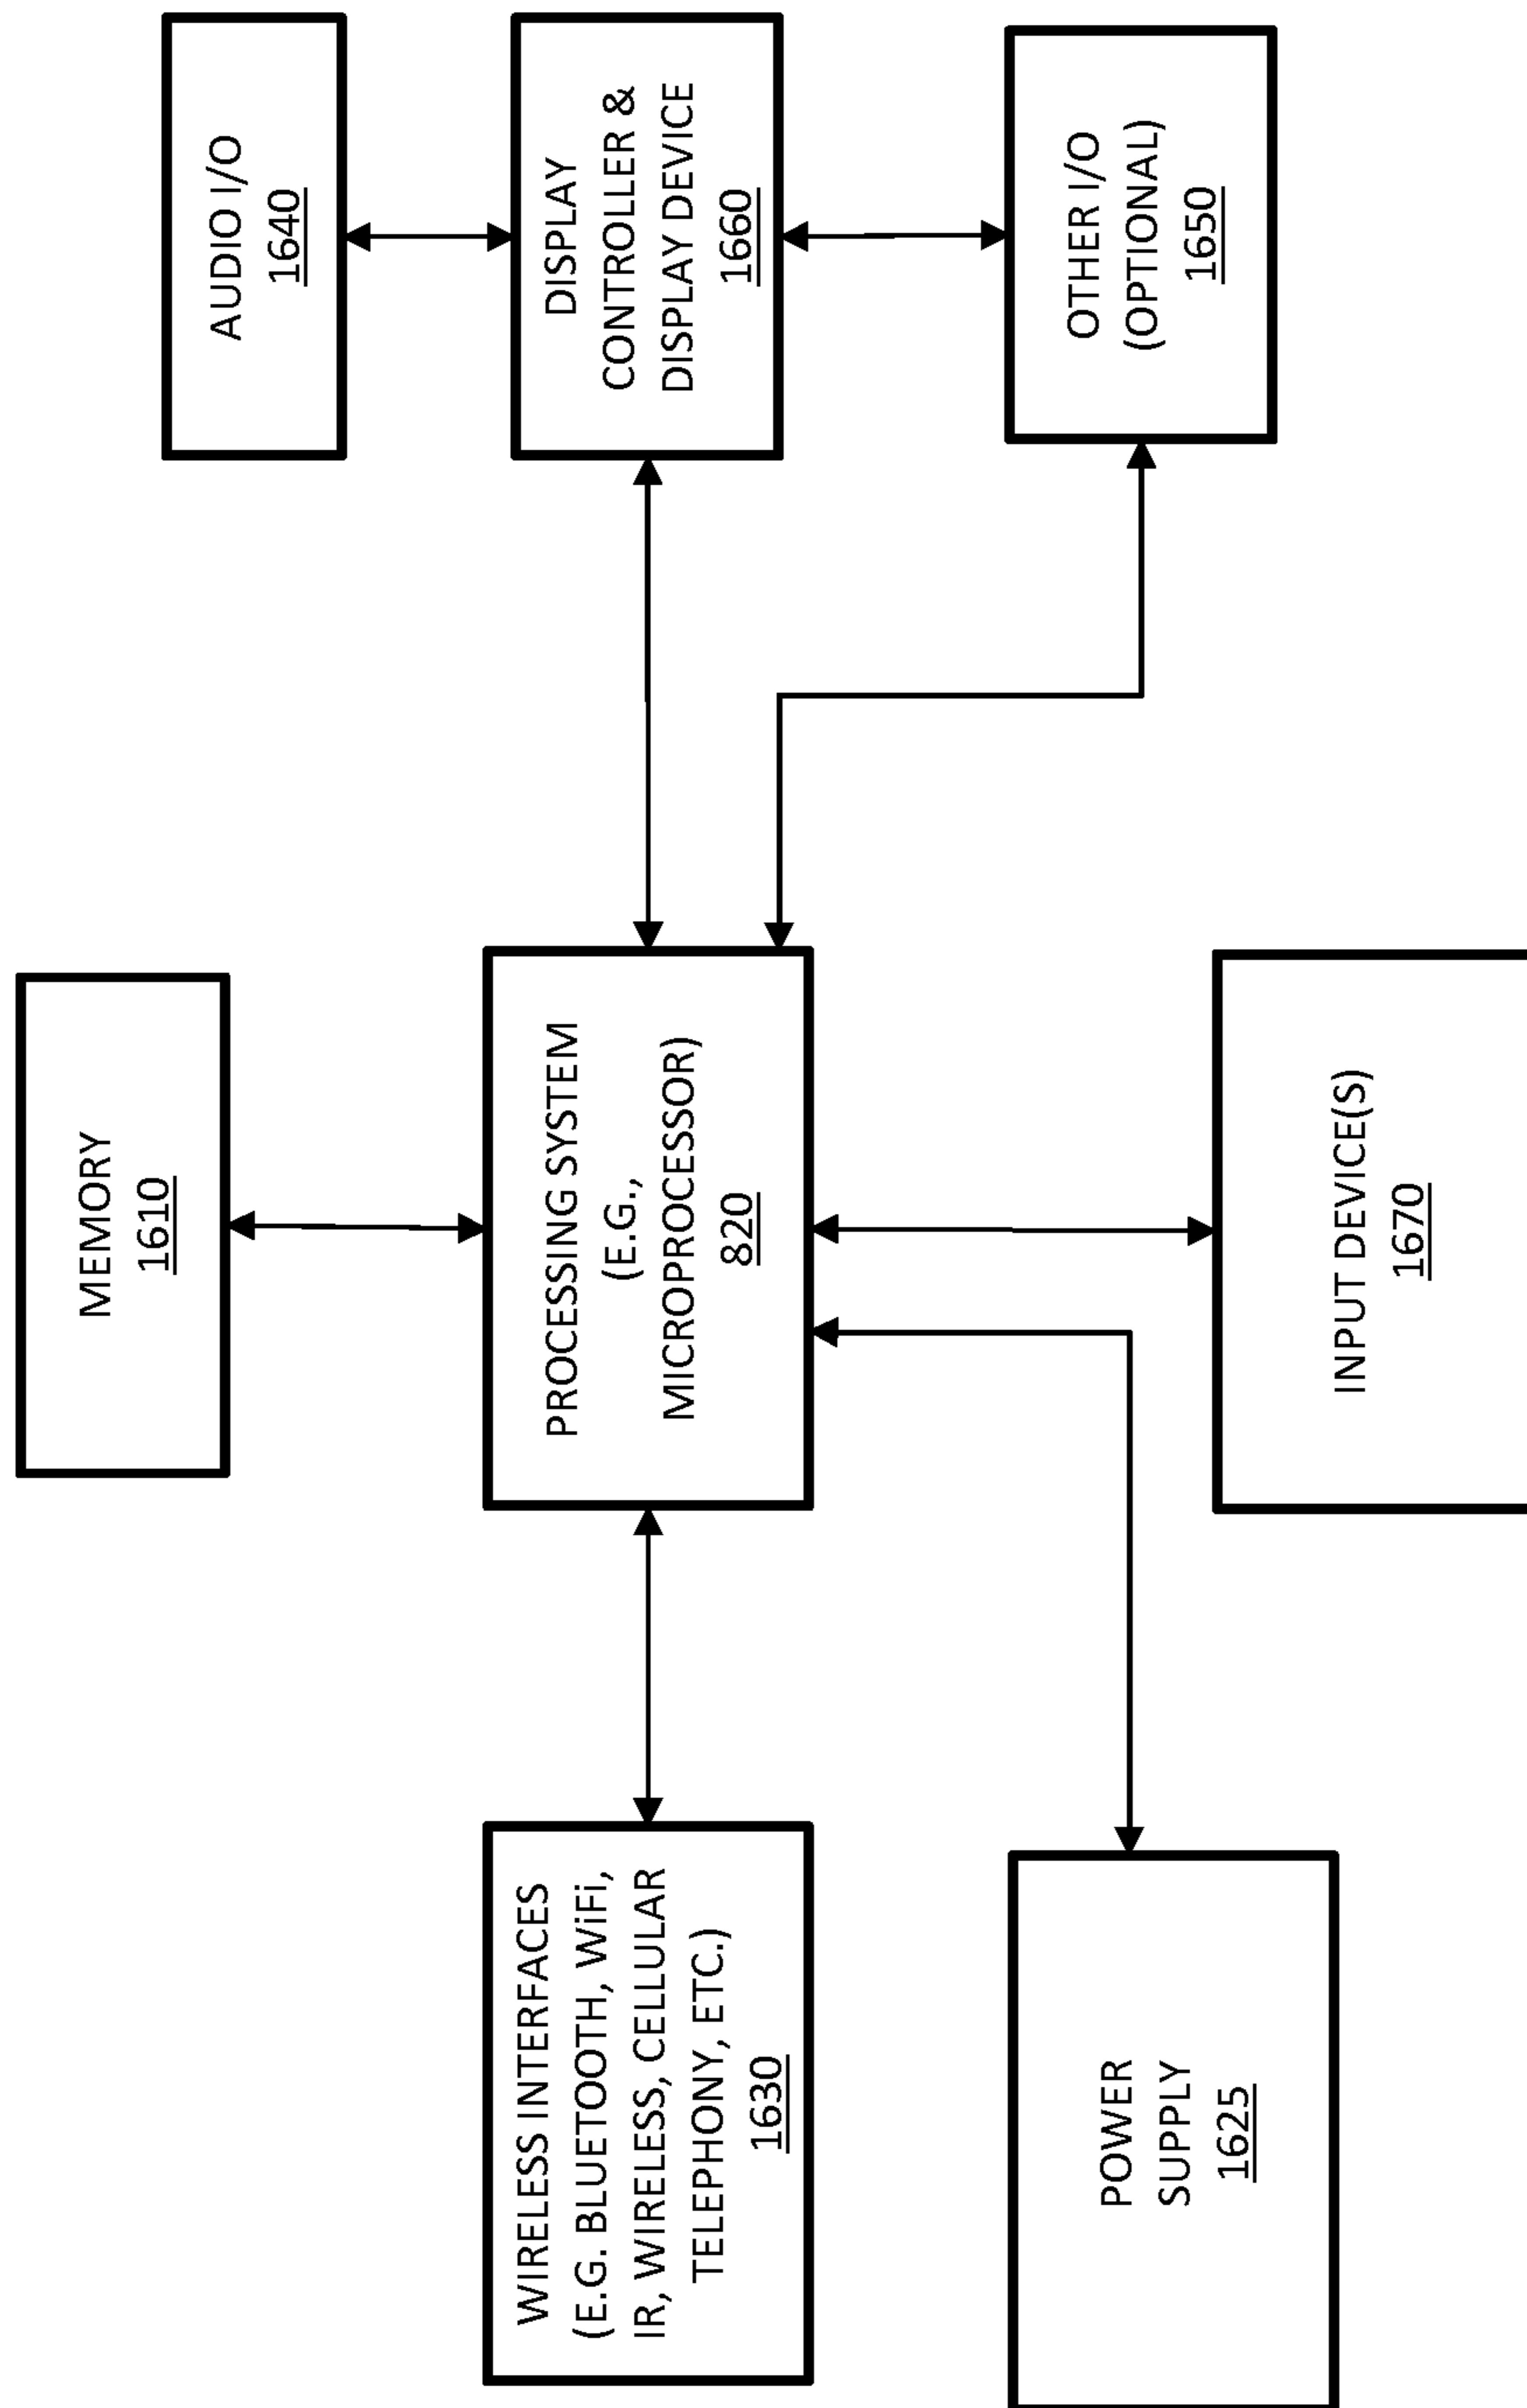 MEMORY
1610
AUDIO I/O
1640
WIRELESS INTERFACES
(E.G. BLUETOOTH, WiFi,
IR, WIRELESS, CELLULAR
TELEPHONY, ETC.)
1630
PROCESSING SYSTEM
(E.G.,
MICROPROCESSOR)
820
DISPLAY
CONTROLLER &
DISPLAY DEVICE
1660
POWER
SUPPLY
1625
INPUT DEVICE(S)
1670
OTHER I/O
(OPTIONAL)
1650